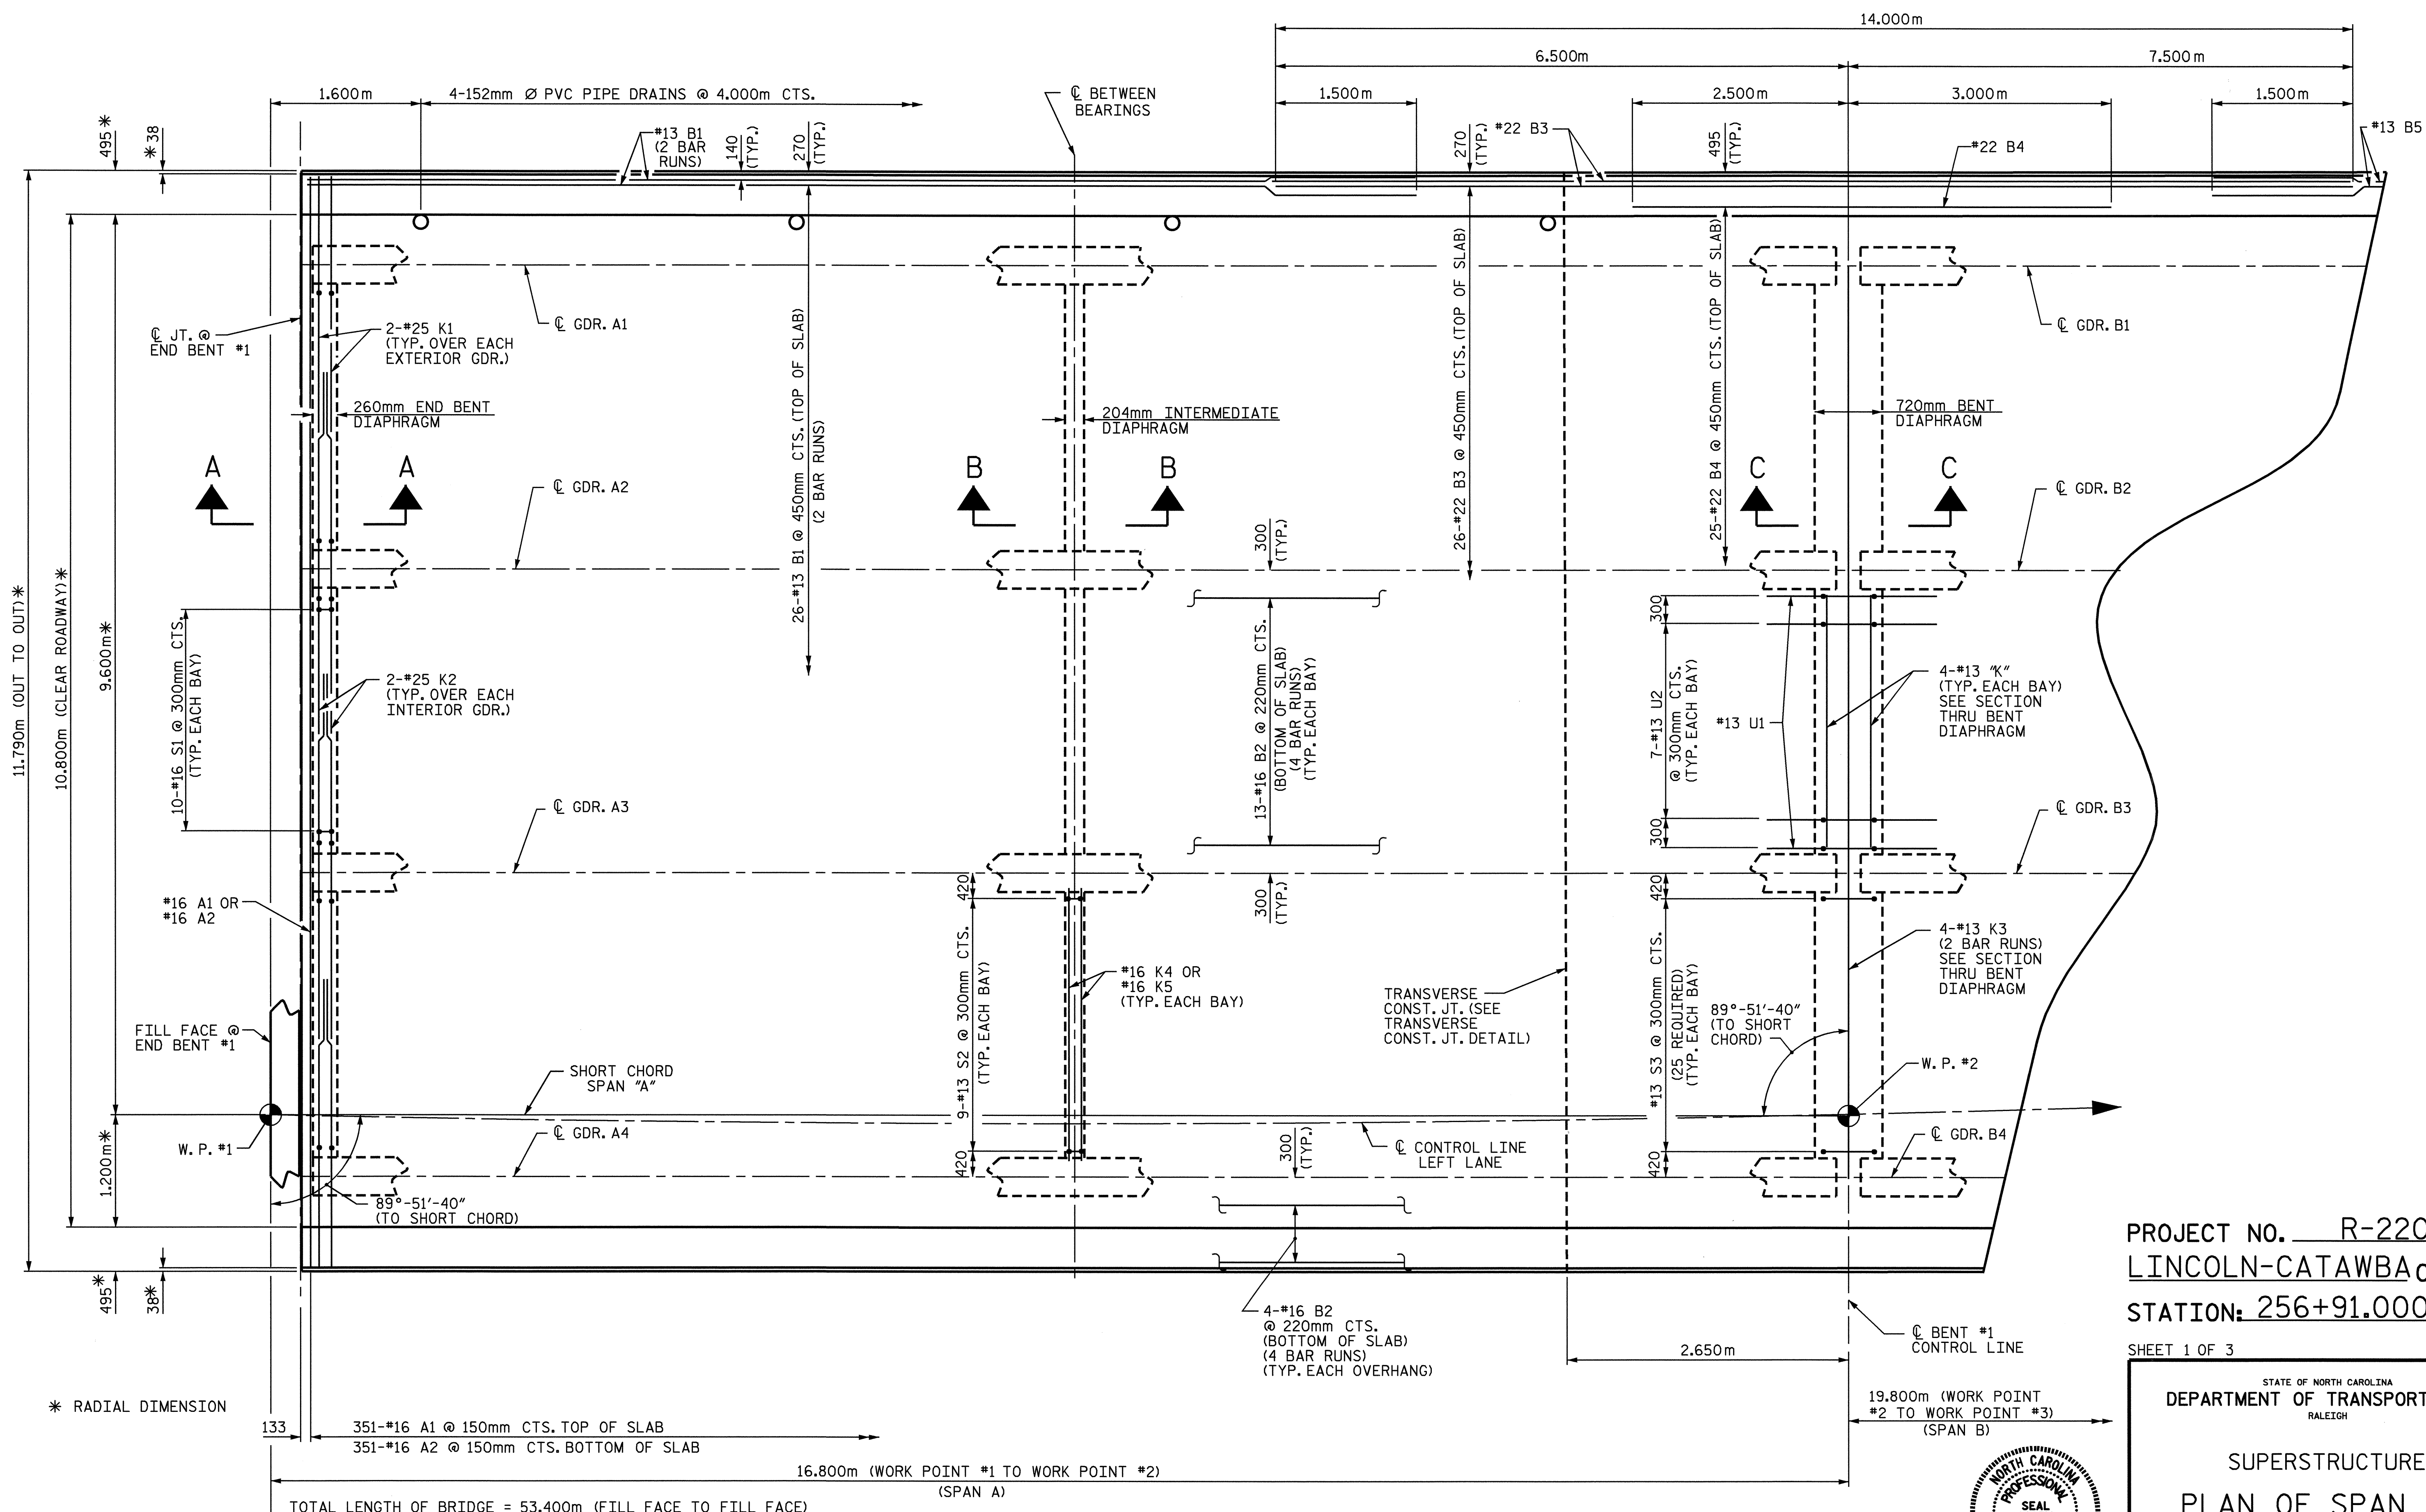 14.000m
6.500m
7.500m
1.600m
4-152mm Ø PVC PIPE DRAINS @ 4.000m CTS.
℄ BETWEEN
BEARINGS
1.500m
2.500m
3.000m
1.500m
495*
*38
#13 B1
(2 BAR
RUNS)
140
(TYP.)
270
(TYP.)
270
(TYP.)
#22 B3
495
(TYP.)
#22 B4
#13 B5
℄ JT. @
END BENT #1
2-#25 K1
(TYP. OVER EACH
EXTERIOR GDR.)
℄ GDR. A1
℄ GDR. B1
26-#13 B1 @ 450mm CTS. (TOP OF SLAB)
(2 BAR RUNS)
26-#22 B3 @ 450mm CTS. (TOP OF SLAB)
25-#22 B4 @ 450mm CTS. (TOP OF SLAB)
260mm END BENT
DIAPHRAGM
204mm INTERMEDIATE
DIAPHRAGM
720mm BENT
DIAPHRAGM
A
A
B
B
C
C
℄ GDR. A2
℄ GDR. B2
300
(TYP.)
11.790m (OUT TO OUT)*
10.800m (CLEAR ROADWAY)*
9.600m*
10-#16 S1 @ 300mm CTS.
(TYP. EACH BAY)
2-#25 K2
(TYP. OVER EACH
INTERIOR GDR.)
13-#16 B2 @ 220mm CTS.
(BOTTOM OF SLAB)
(4 BAR RUNS)
(TYP. EACH BAY)
300
7-#13 U2
@ 300mm CTS.
(TYP. EACH BAY)
300
#13 U1
4-#13 "K"
(TYP. EACH BAY)
SEE SECTION
THRU BENT
DIAPHRAGM
℄ GDR. A3
℄ GDR. B3
#16 A1 OR
#16 A2
420
300
(TYP.)
420
9-#13 S2 @ 300mm CTS.
(TYP. EACH BAY)
420
#16 K4 OR
#16 K5
(TYP. EACH BAY)
TRANSVERSE
CONST. JT. (SEE
TRANSVERSE
CONST. JT. DETAIL)
#13 S3 @ 300mm CTS.
(25 REQUIRED)
(TYP. EACH BAY)
420
4-#13 K3
(2 BAR RUNS)
SEE SECTION
THRU BENT
DIAPHRAGM
89°-51'-40"
(TO SHORT
CHORD)
W. P. #2
FILL FACE @
END BENT #1
SHORT CHORD
SPAN "A"
W. P. #1
1.200m*
℄ GDR. A4
℄ GDR. B4
300
(TYP.)
℄ CONTROL LINE
LEFT LANE
89°-51'-40"
(TO SHORT CHORD)
495*
38*
4-#16 B2
@ 220mm CTS.
(BOTTOM OF SLAB)
(4 BAR RUNS)
(TYP. EACH OVERHANG)
2.650m
℄ BENT #1
CONTROL LINE
PROJECT NO. R-220
LINCOLN-CATAWBA C
STATION: 256+91.000
SHEET 1 OF 3
* RADIAL DIMENSION
133
351-#16 A1 @ 150mm CTS. TOP OF SLAB
351-#16 A2 @ 150mm CTS. BOTTOM OF SLAB
19.800m (WORK POINT
#2 TO WORK POINT #3)
(SPAN B)
16.800m (WORK POINT #1 TO WORK POINT #2)
(SPAN A)
TOTAL LENGTH OF BRIDGE = 53.400m (FILL FACE TO FILL FACE)
STATE OF NORTH CAROLINA
DEPARTMENT OF TRANSPORT
RALEIGH
SUPERSTRUCTURE
PLAN OF SPAN
NORTH CAROLINA
PROFESSIONAL
SEAL